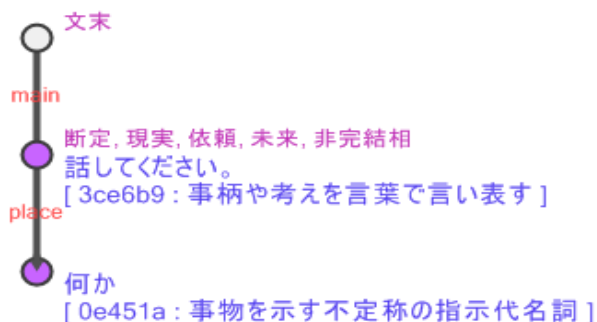 文末
main
断定, 現実, 依頼, 未来, 非完結相
話してください。
[ 3ce6b9 : 事柄や考えを言葉で言い表す ]
place
何か
[ 0e451a : 事物を示す不定称の指示代名詞 ]